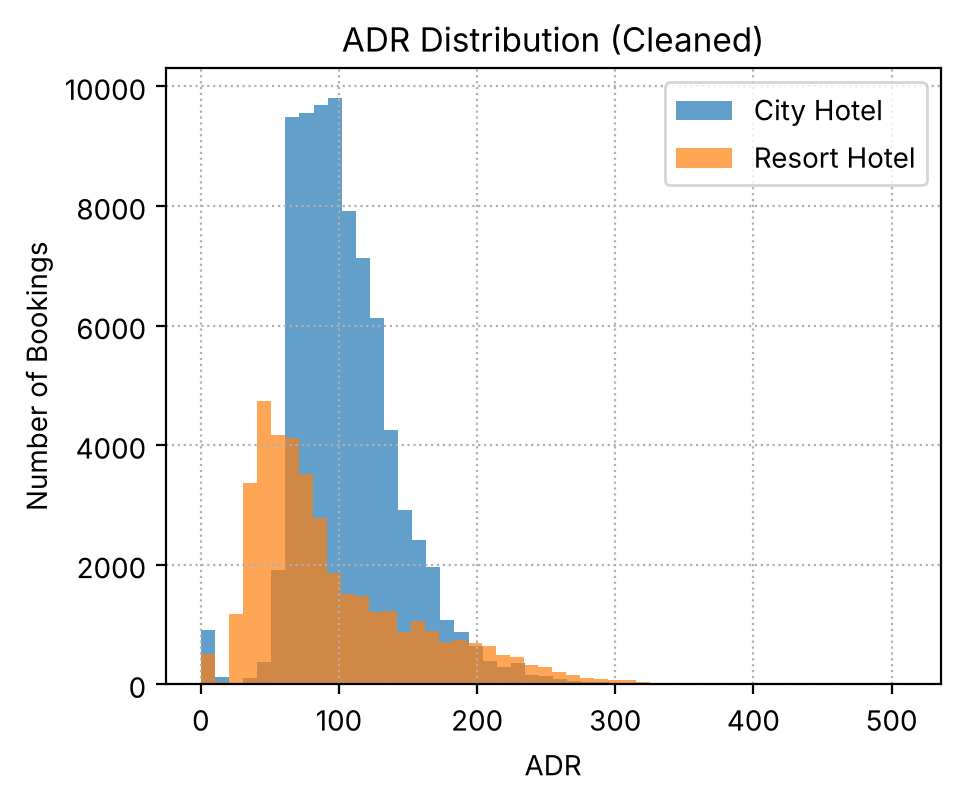 ADR Distribution (Cleaned)
City Hotel
Resort Hotel
Number of Bookings
10000
8000
6000
4000
2000
0
0 100 200 300 400 500
ADR